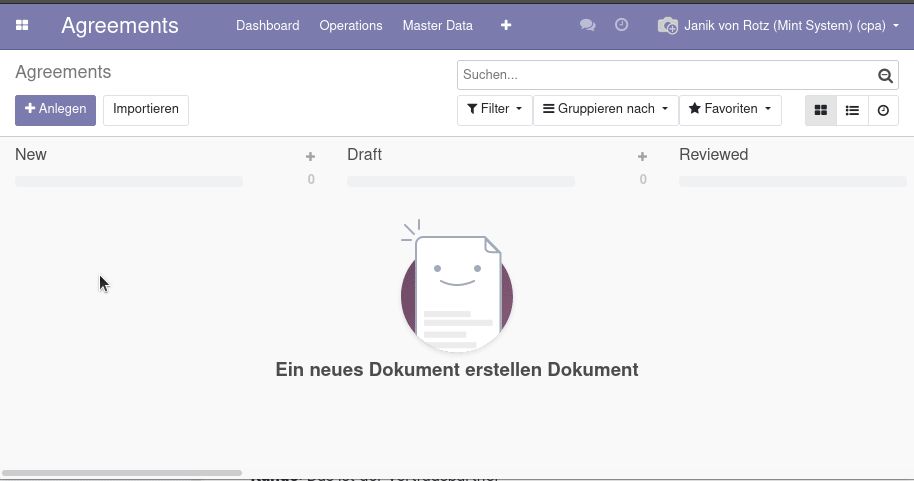 Agreements Dashboard Operations Master Data Janik von Rotz (Mint System) (cpa)
Agreements
Suchen...
Anlegen Importieren Filter Gruppieren nach Favoriten
New Draft Reviewed
0 0
Ein neues Dokument erstellen Dokument